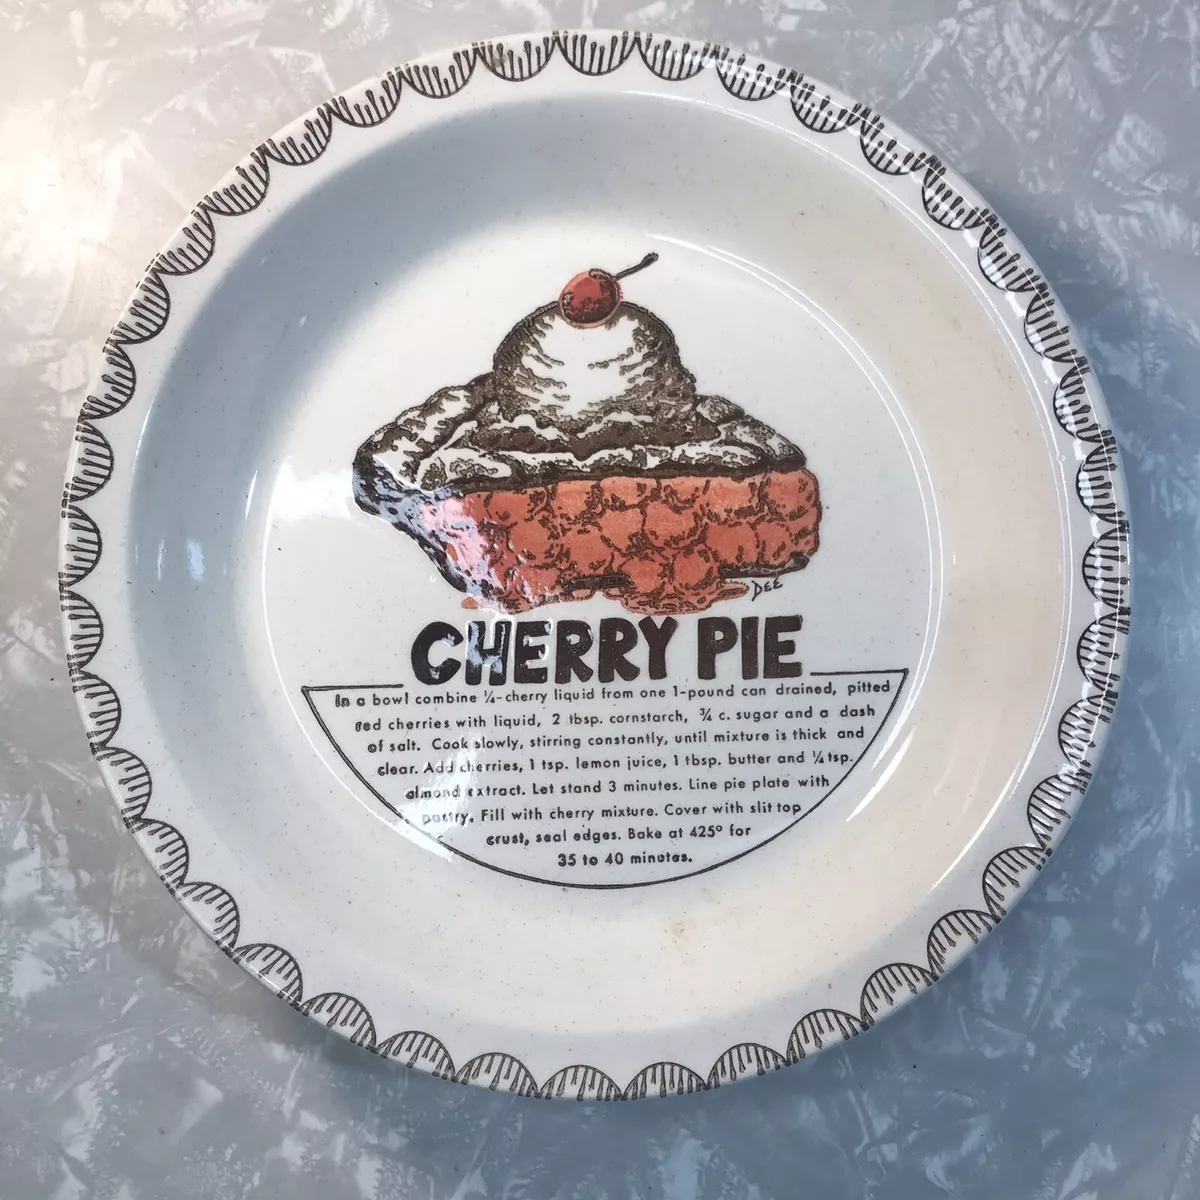 DEE
CHERRY PIE
In a bowl combine ¼-cherry liquid from one 1-pound can drained, pitted
red cherries with liquid, 2 tbsp. cornstarch, ¾ c. sugar and a dash
of salt. Cook slowly, stirring constantly, until mixture is thick and
clear. Add cherries, 1 tsp. lemon juice, 1 tbsp. butter and ¼ tsp.
almond extract. Let stand 3 minutes. Line pie plate with
pastry. Fill with cherry mixture. Cover with slit top
crust, seal edges. Bake at 425° for
35 to 40 minutes.